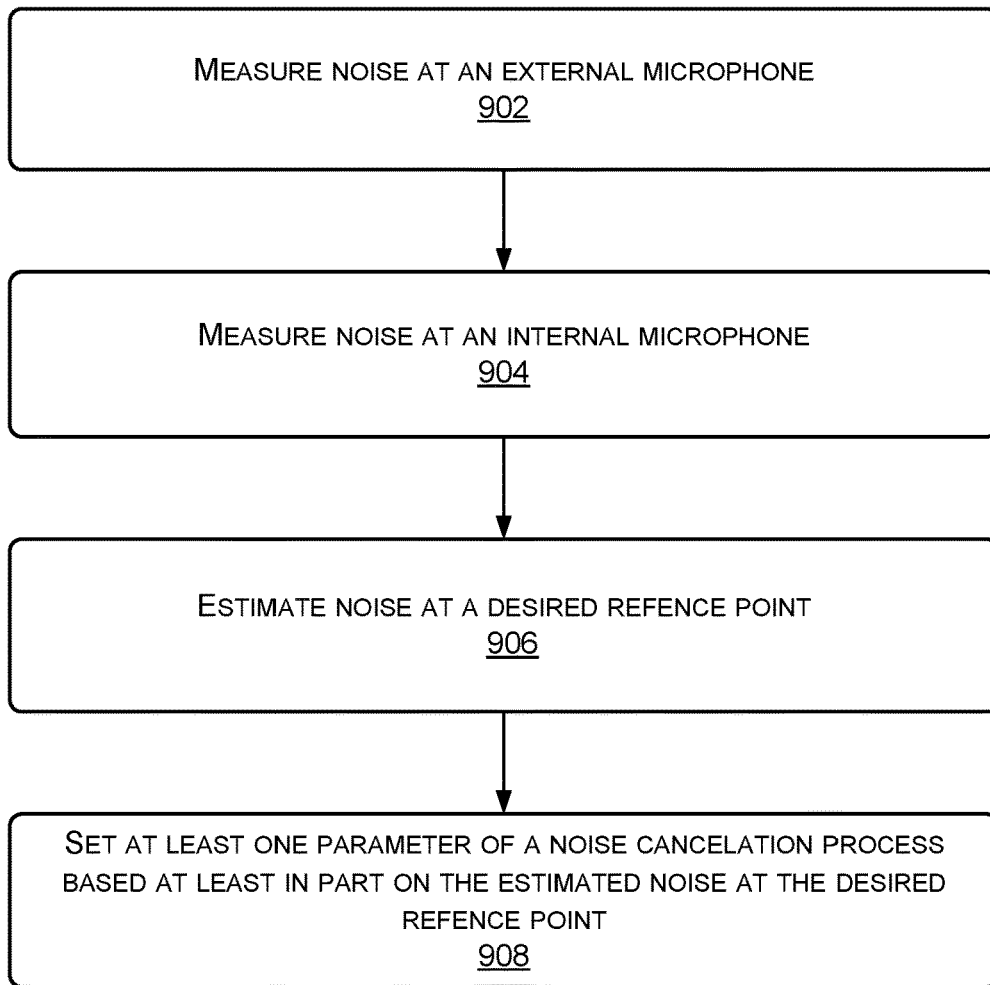 MEASURE NOISE AT AN EXTERNAL MICROPHONE
902
MEASURE NOISE AT AN INTERNAL MICROPHONE
904
ESTIMATE NOISE AT A DESIRED REFENCE POINT
906
SET AT LEAST ONE PARAMETER OF A NOISE CANCELATION PROCESS
BASED AT LEAST IN PART ON THE ESTIMATED NOISE AT THE DESIRED
REFENCE POINT
908